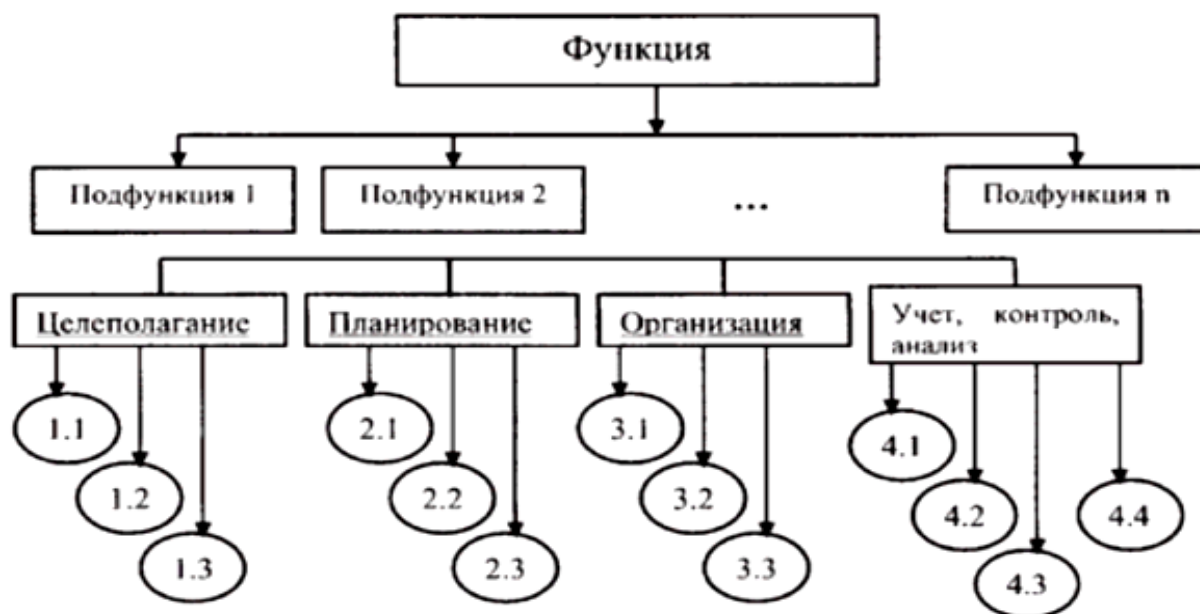 Функция
Подфункция 1
Полфункция 2
...
Подфункция n
Целеполагание
Планирование
Организация
Учет, контроль,
анализ
1.1
2.1
3.1
4.1
1.2
2.2
3.2
4.2
4.4
1.3
2.3
3.3
4.3